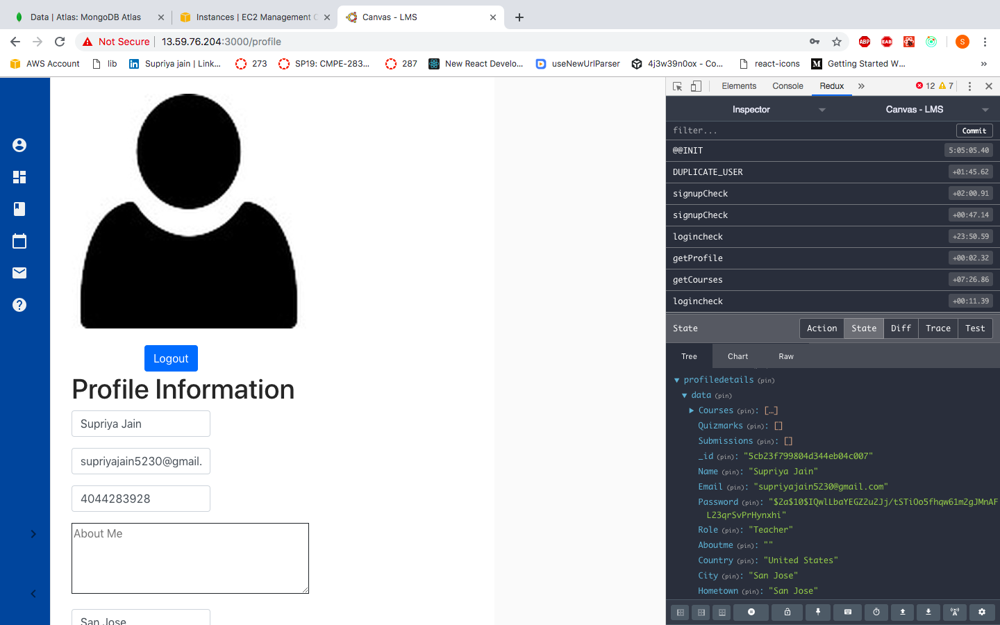 Data | Atlas: MongoDB Atlas
Instances | EC2 Management C
Canvas - LMS
Not Secure
13.59.76.204:3000/profile
ABP
EAB
S
AWS Account
lib
Supriya jain | Link...
273
SP19: CMPE-283...
287
New React Develo...
useNewUrlParser
4j3w39n0ox - Co...
react-icons
Getting Started W...
»
Logout
Profile Information
Supriya Jain
supriyajain5230@gmail.
4044283928
About Me
San Jose
Elements
Console
Redux
»
12
7
Inspector
Canvas - LMS
filter...
Commit
@@INIT
5:05:05.40
DUPLICATE_USER
+01:45.62
signupCheck
+02:00.91
signupCheck
+00:47.14
logincheck
+23:50.59
getProfile
+00:02.32
getCourses
+07:26.86
logincheck
+00:11.39
State
Action
State
Diff
Trace
Test
Tree
Chart
Raw
profiledetails (pin)
data (pin)
Courses (pin): […]
Quizmarks (pin): []
Submissions (pin): []
_id (pin): "5cb23f799804d344eb04c007"
Name (pin): "Supriya Jain"
Email (pin): "supriyajain5230@gmail.com"
Password (pin): "$2a$10$IQwlLbaYEGZ2u2Jj/tSTiOo5fhqw61m2gJMnAF
L23qrSvPrHynxhi"
Role (pin): "Teacher"
Aboutme (pin): ""
Country (pin): "United States"
City (pin): "San Jose"
Hometown (pin): "San Jose"